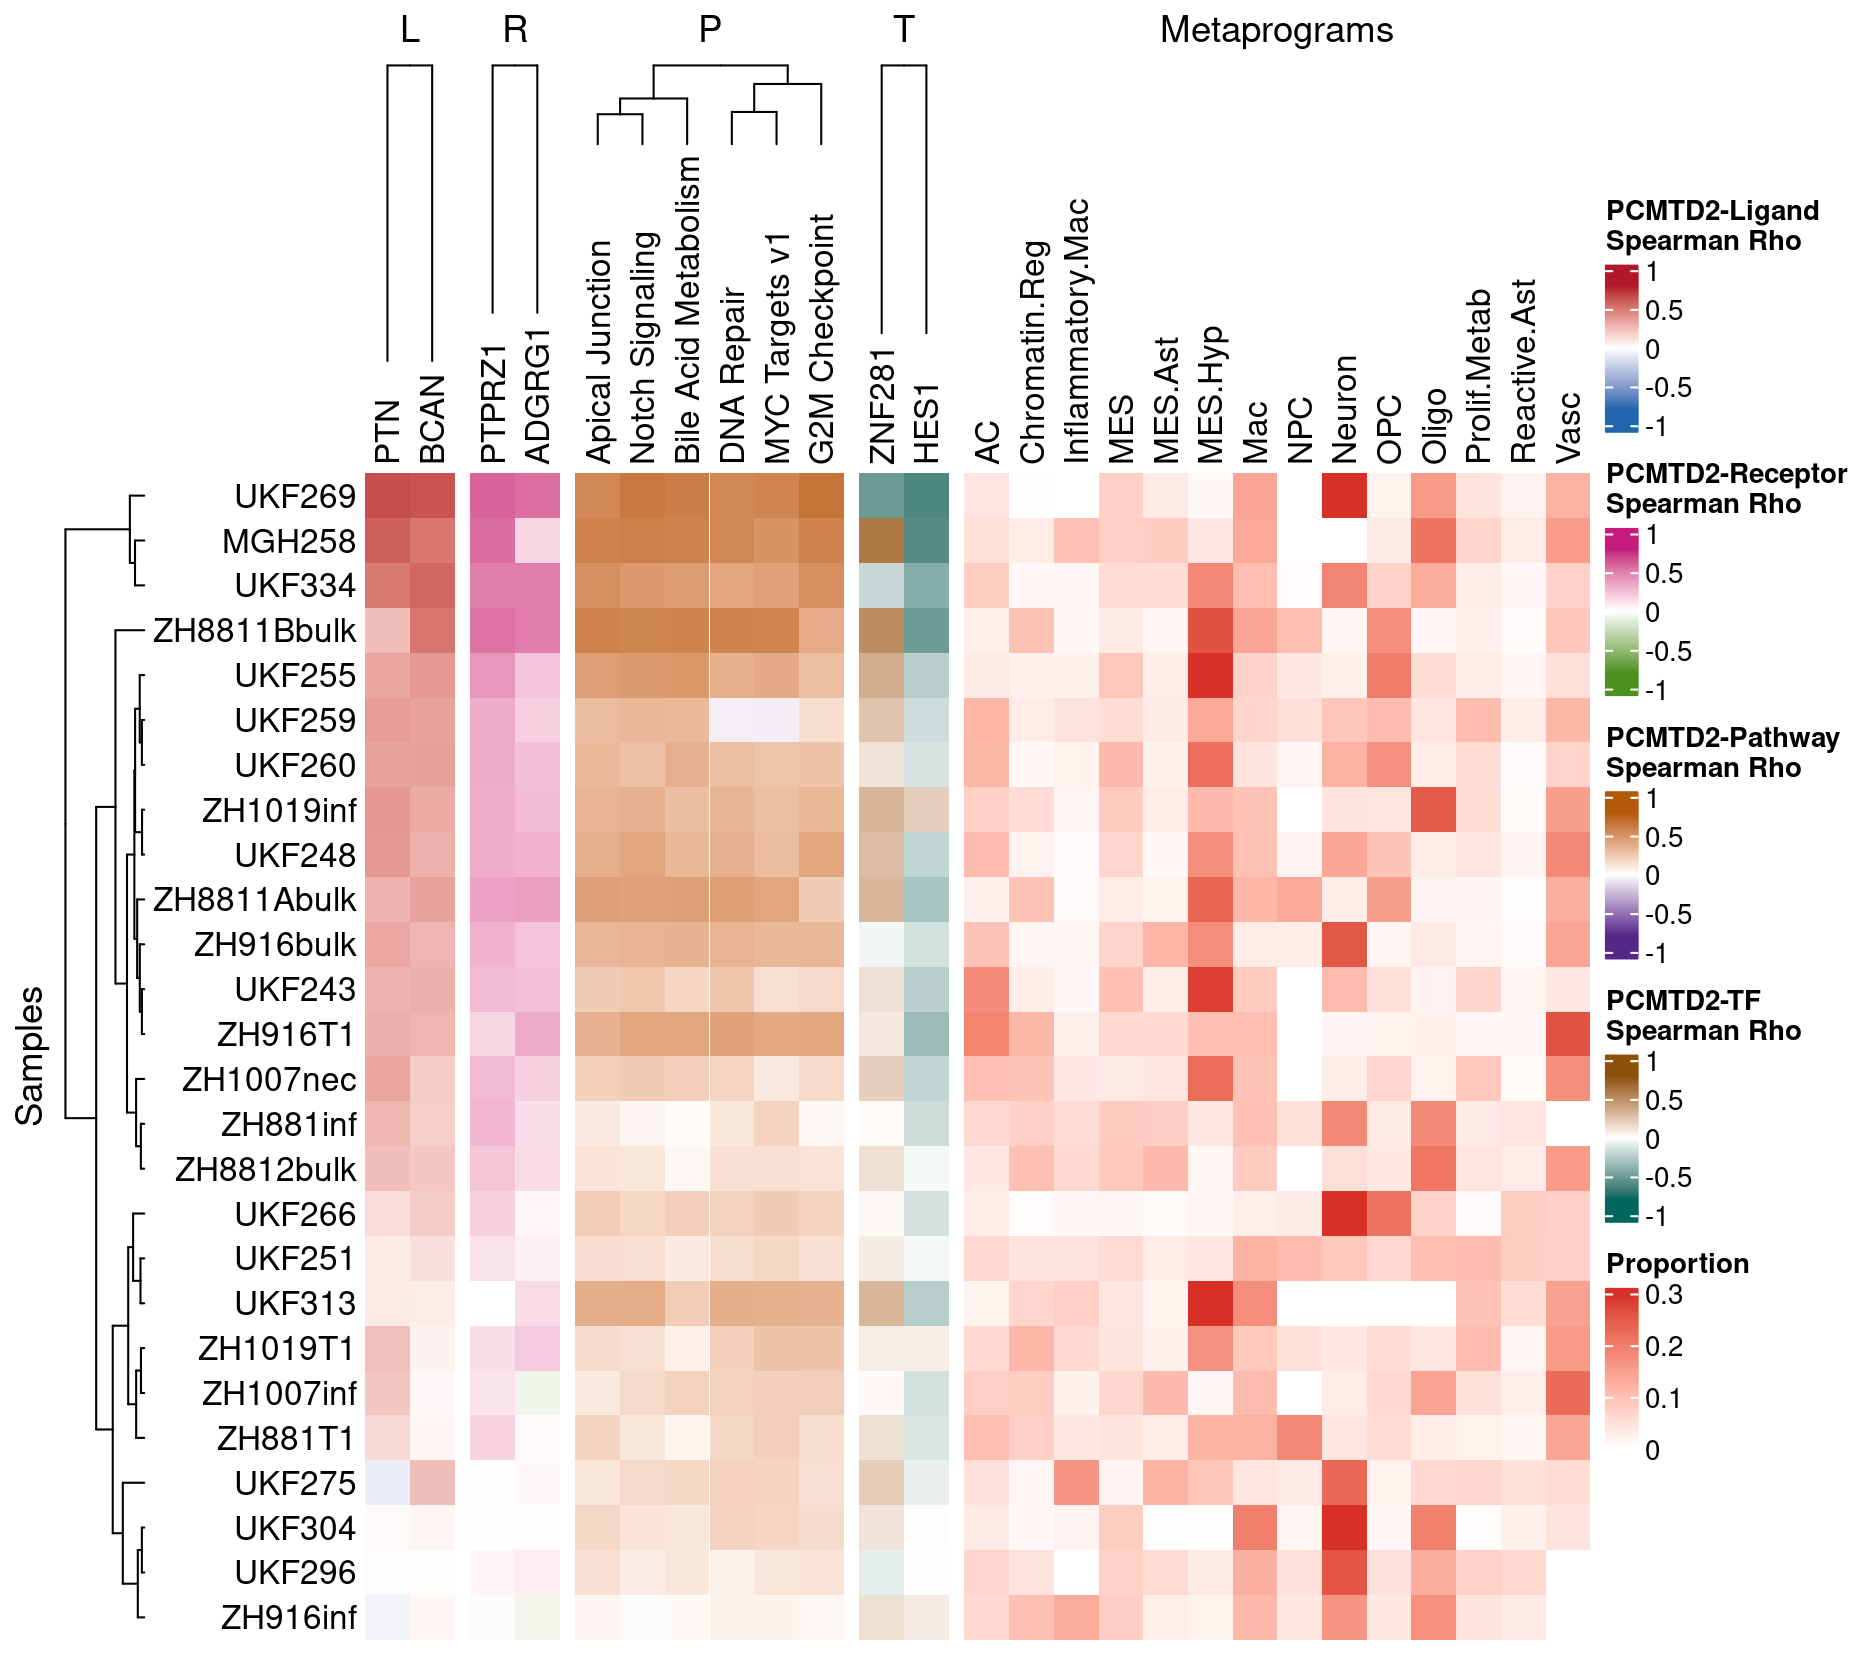 L R P T Metaprograms
PTN
BCAN
PTPRZ1
ADGRG1
Apical Junction
Notch Signaling
Bile Acid Metabolism
DNA Repair
MYC Targets v1
G2M Checkpoint
ZNF281
HES1
AC
Chromatin.Reg
Inflammatory.Mac
MES
MES.Ast
MES.Hyp
Mac
NPC
Neuron
OPC
Oligo
Prolif.Metab
Reactive.Ast
Vasc
Samples
UKF269
MGH258
UKF334
ZH8811Bbulk
UKF255
UKF259
UKF260
ZH1019inf
UKF248
ZH8811Abulk
ZH916bulk
UKF243
ZH916T1
ZH1007nec
ZH881inf
ZH8812bulk
UKF266
UKF251
UKF313
ZH1019T1
ZH1007inf
ZH881T1
UKF275
UKF304
UKF296
ZH916inf
PCMTD2-Ligand
Spearman Rho
1
0.5
0
-0.5
-1
PCMTD2-Receptor
Spearman Rho
1
0.5
0
-0.5
-1
PCMTD2-Pathway
Spearman Rho
1
0.5
0
-0.5
-1
PCMTD2-TF
Spearman Rho
1
0.5
0
-0.5
-1
Proportion
0.3
0.2
0.1
0